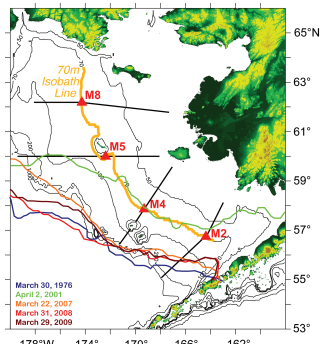 65°N
63°
61°
59°
57°
55°
53°
70m
Isobath
Line
M8
M5
M4
M2
March 30, 1976
April 2, 2001
March 22, 2007
March 31, 2008
March 29, 2009
178°W 174° 170° 166° 162°